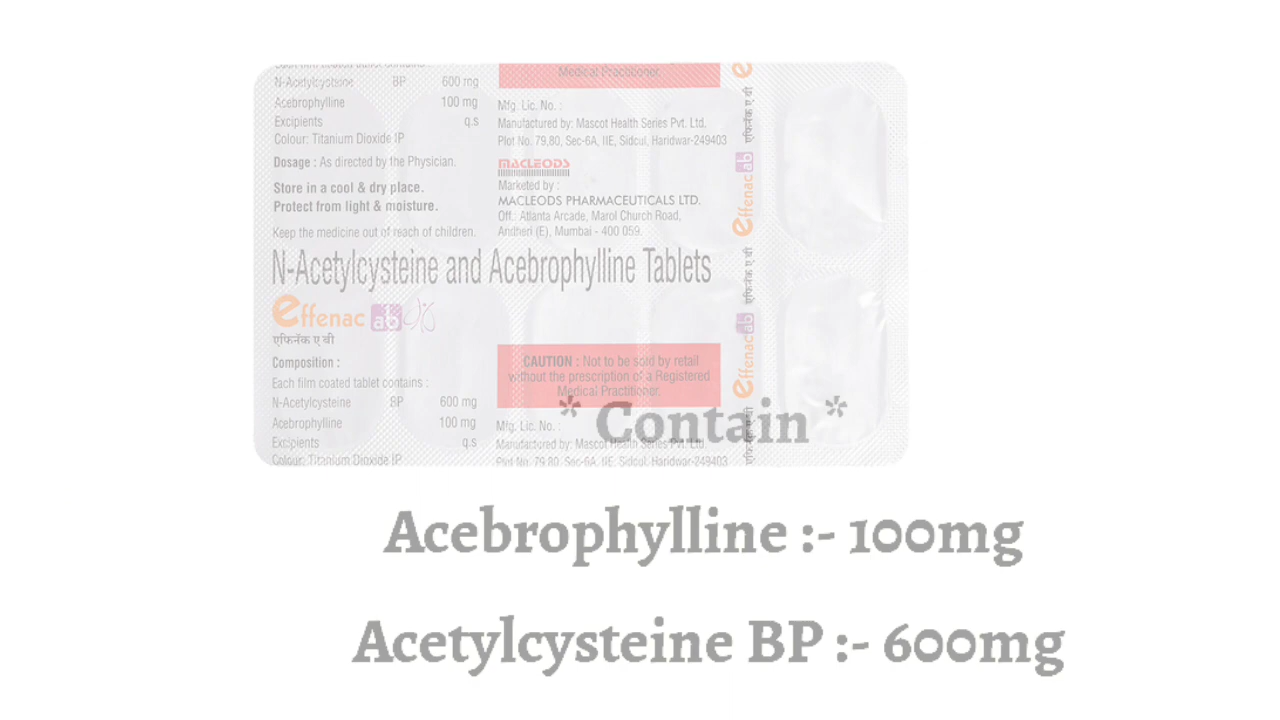 N-Acetylcysteine BP 600 mg
Acebrophylline 100 mg
Excipients q.s
Colour: Titanium Dioxide IP
Dosage : As directed by the Physician.
Store in a cool & dry place.
Protect from light & moisture.
Keep the medicine out of reach of children.
Medical Practitioner.
Mfg. Lic. No. :
Manufactured by: Mascot Health Series Pvt. Ltd.
Plot No. 79,80, Sec-6A, IIE, Sidcul, Haridwar-249403
MACLEODS
Marketed by :
MACLEODS PHARMACEUTICALS LTD.
Off.: Atlanta Arcade, Marol Church Road,
Andheri (E), Mumbai - 400 059.
N-Acetylcysteine and Acebrophylline Tablets
effenac ab
एफिनॅक ए बी
Composition :
Each film coated tablet contains :
N-Acetylcysteine BP 600 mg
Acebrophylline 100 mg
Excipients q.s
Colour: Titanium Dioxide IP
CAUTION : Not to be sold by retail
without the prescription of a Registered
Medical Practitioner.
Mfg. Lic. No. :
Manufactured by: Mascot Health Series Pvt. Ltd.
Plot No. 79,80, Sec-6A, IIE, Sidcul, Haridwar-249403
एफिनॅक ए बी
effenac ab
एफिनॅक ए बी
effenac ab
* Contain *
Acebrophylline :- 100mg
Acetylcysteine BP :- 600mg